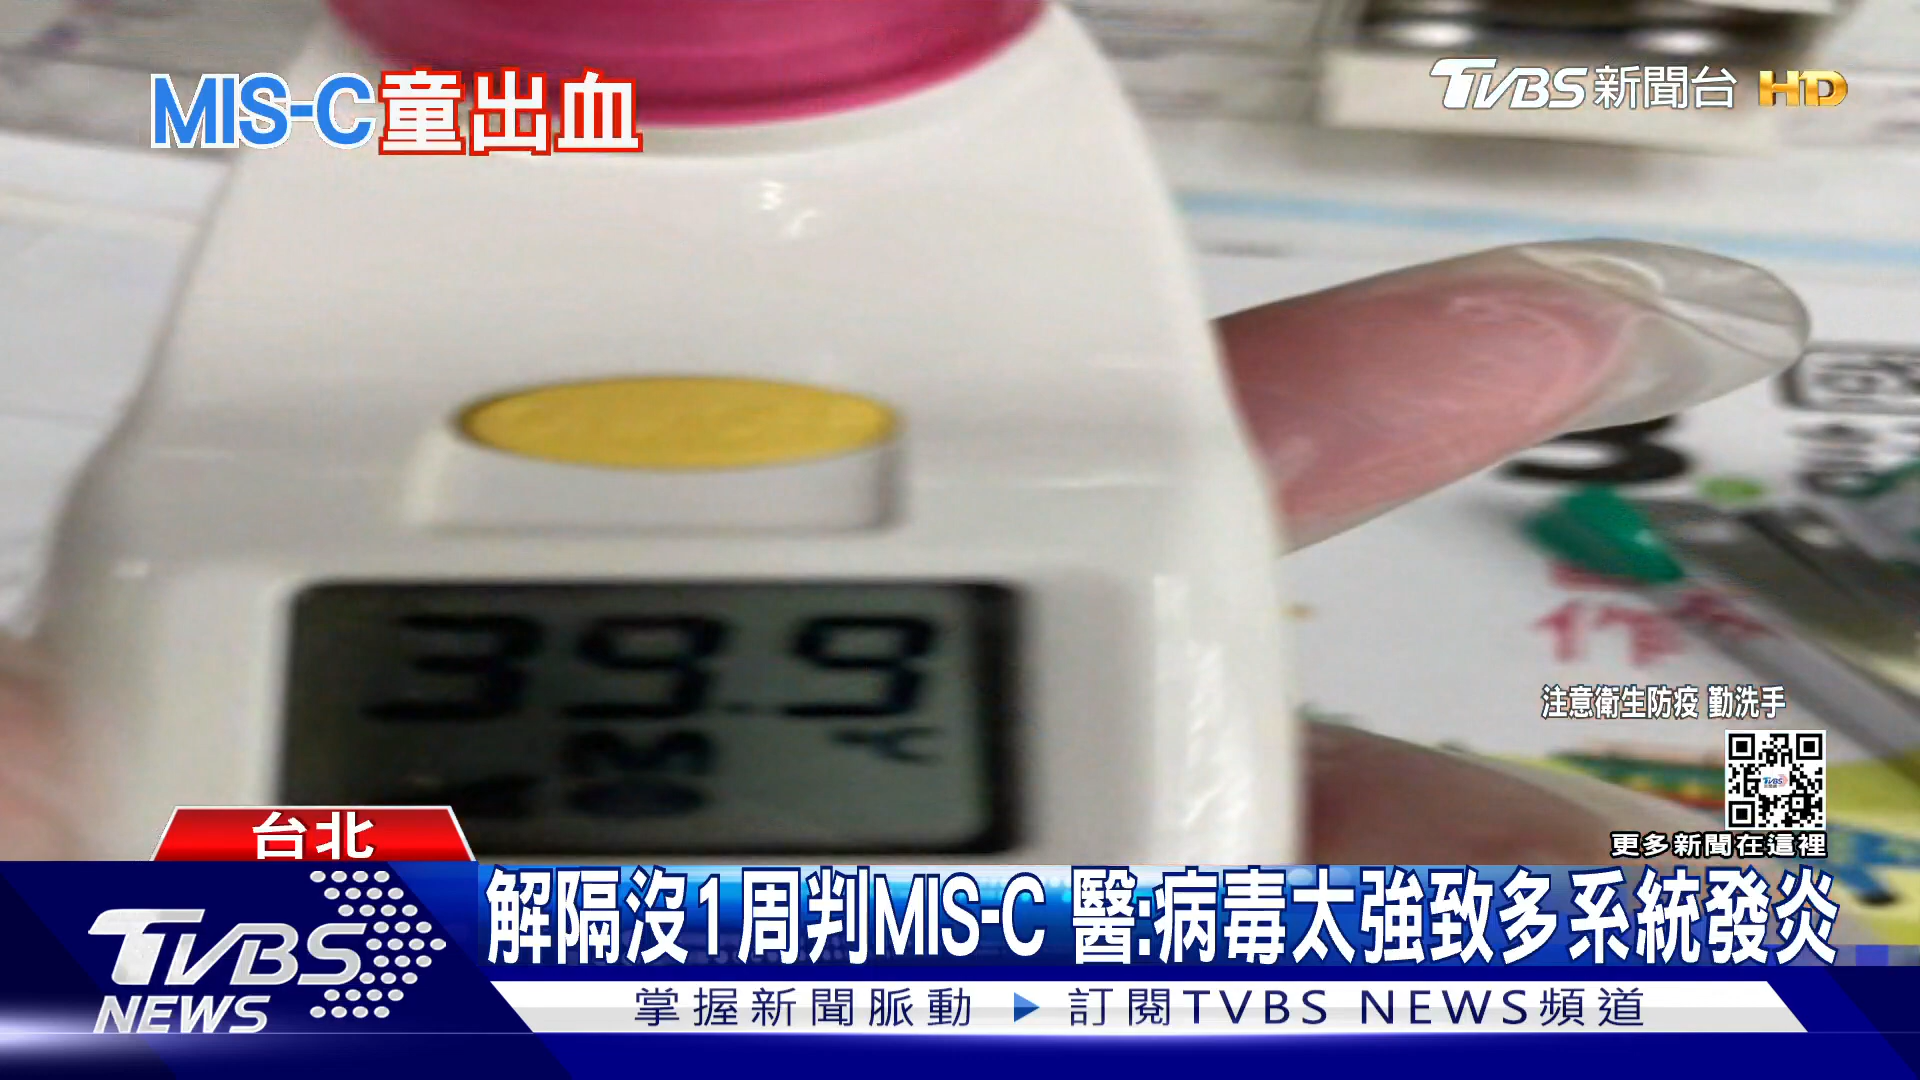 MIS-C童出血
TVBS新聞台 HD
39.9
注意衛生防疫 勤洗手
TVBS
更多新聞在這裡
台北
解隔沒1周判MIS-C 醫:病毒太強致多系統發炎
TVBS NEWS
掌握新聞脈動 ▶ 訂閱TVBS NEWS頻道